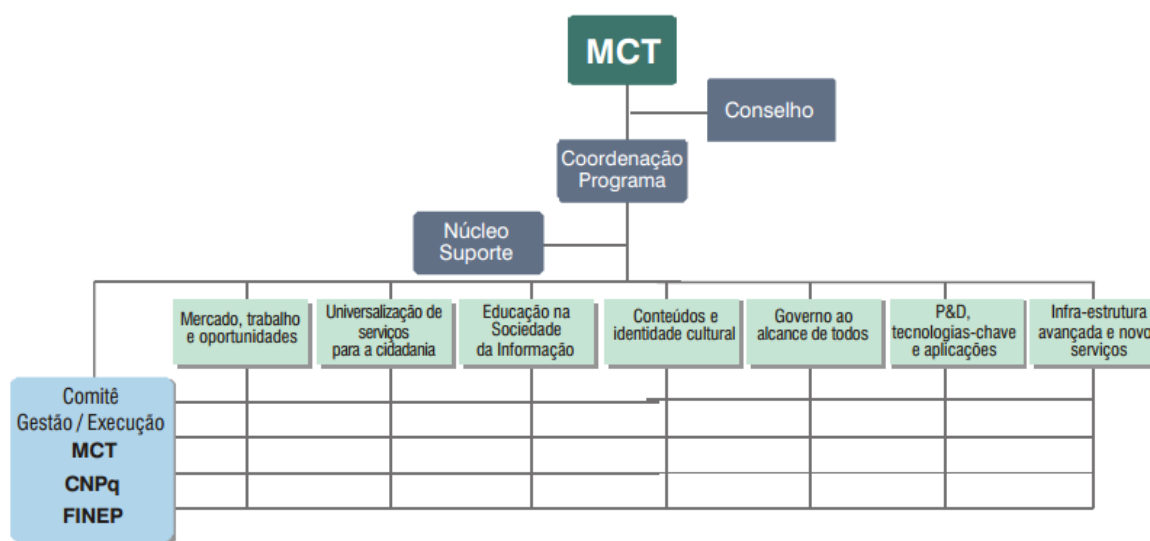 MCT
Conselho
Coordenação
Programa
Núcleo
Suporte
Mercado, trabalho
e oportunidades
Universalização de
serviços
para a cidadania
Educação na
Sociedade
da Informação
Conteúdos e
identidade cultural
Governo ao
alcance de todos
P&D,
tecnologias-chave
e aplicações
Infra-estrutura
avançada e novo
serviços
Comitê
Gestão / Execução
MCT
CNPq
FINEP